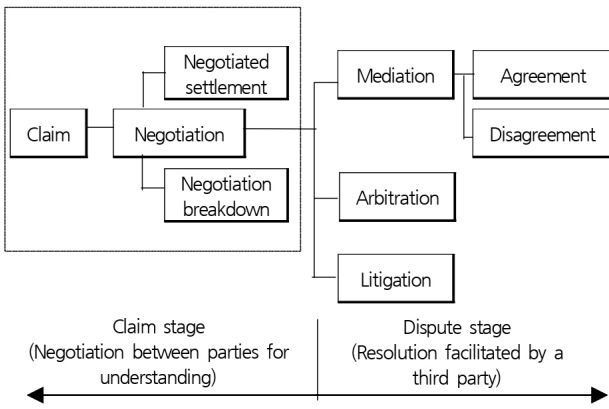 Negotiated
settlement
Claim
Negotiation
Negotiation
breakdown
Mediation
Agreement
Disagreement
Arbitration
Litigation
Claim stage
(Negotiation between parties for
understanding)
Dispute stage
(Resolution facilitated by a
third party)